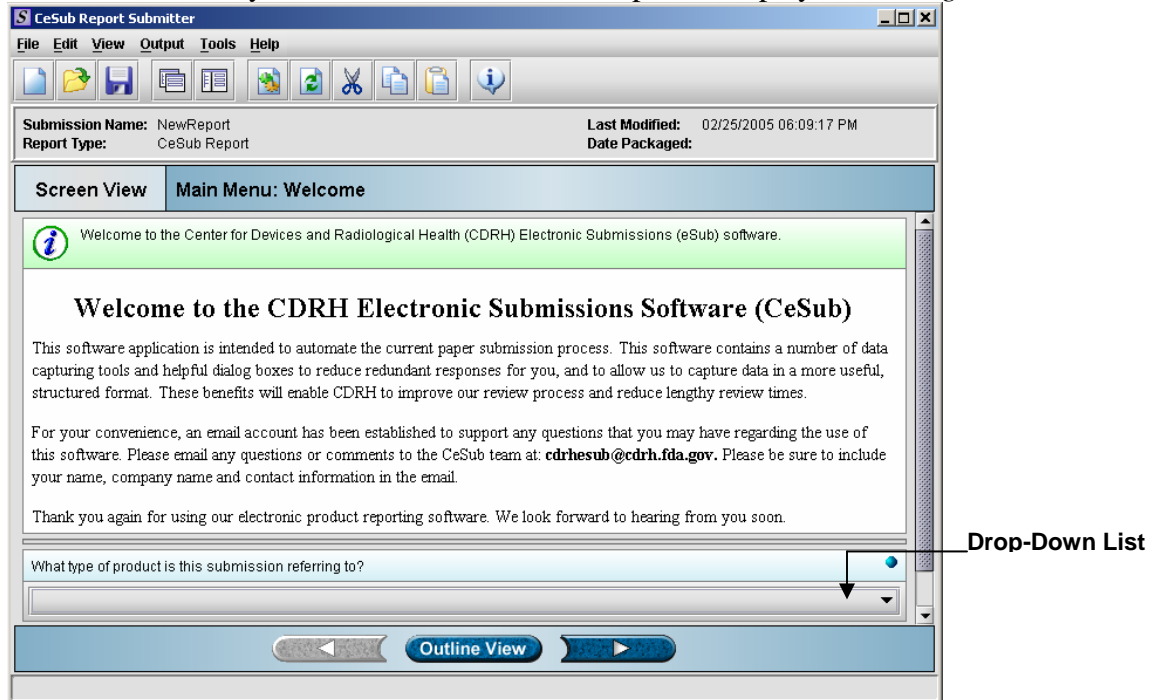 CeSub Report Submitter
File Edit View Output Tools Help
Submission Name: NewReport Last Modified: 02/25/2005 06:09:17 PM
Report Type: CeSub Report Date Packaged:
Screen View Main Menu: Welcome
Welcome to the Center for Devices and Radiological Health (CDRH) Electronic Submissions (eSub) software.
Welcome to the CDRH Electronic Submissions Software (CeSub)
This software application is intended to automate the current paper submission process. This software contains a number of data
capturing tools and helpful dialog boxes to reduce redundant responses for you, and to allow us to capture data in a more useful,
structured format. These benefits will enable CDRH to improve our review process and reduce lengthy review times.
For your convenience, an email account has been established to support any questions that you may have regarding the use of
this software. Please email any questions or comments to the CeSub team at: cdrhesub@cdrh.fda.gov. Please be sure to include
your name, company name and contact information in the email.
Thank you again for using our electronic product reporting software. We look forward to hearing from you soon.
Drop-Down List
What type of product is this submission referring to?
Outline View